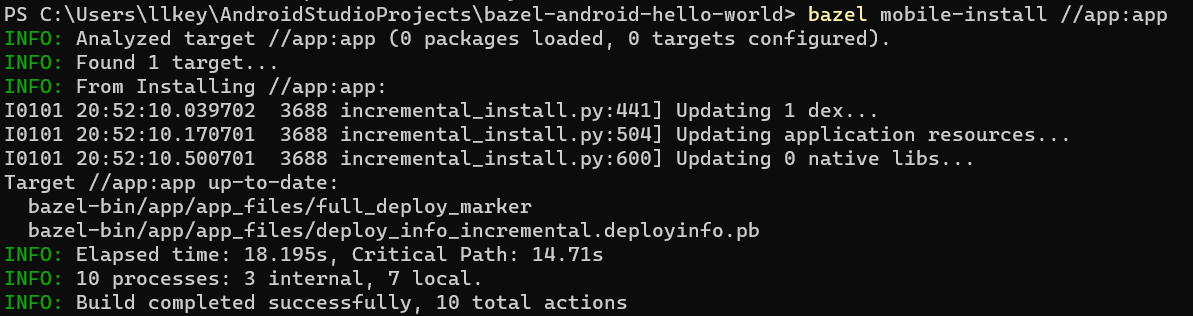 PS C:\Users\llkey\AndroidStudioProjects\bazel-android-hello-world> bazel mobile-install //app:app
INFO: Analyzed target //app:app (0 packages loaded, 0 targets configured).
INFO: Found 1 target...
INFO: From Installing //app:app:
I0101 20:52:10.039702  3688 incremental_install.py:441] Updating 1 dex...
I0101 20:52:10.170701  3688 incremental_install.py:504] Updating application resources...
I0101 20:52:10.500701  3688 incremental_install.py:600] Updating 0 native libs...
Target //app:app up-to-date:
  bazel-bin/app/app_files/full_deploy_marker
  bazel-bin/app/app_files/deploy_info_incremental.deployinfo.pb
INFO: Elapsed time: 18.195s, Critical Path: 14.71s
INFO: 10 processes: 3 internal, 7 local.
INFO: Build completed successfully, 10 total actions